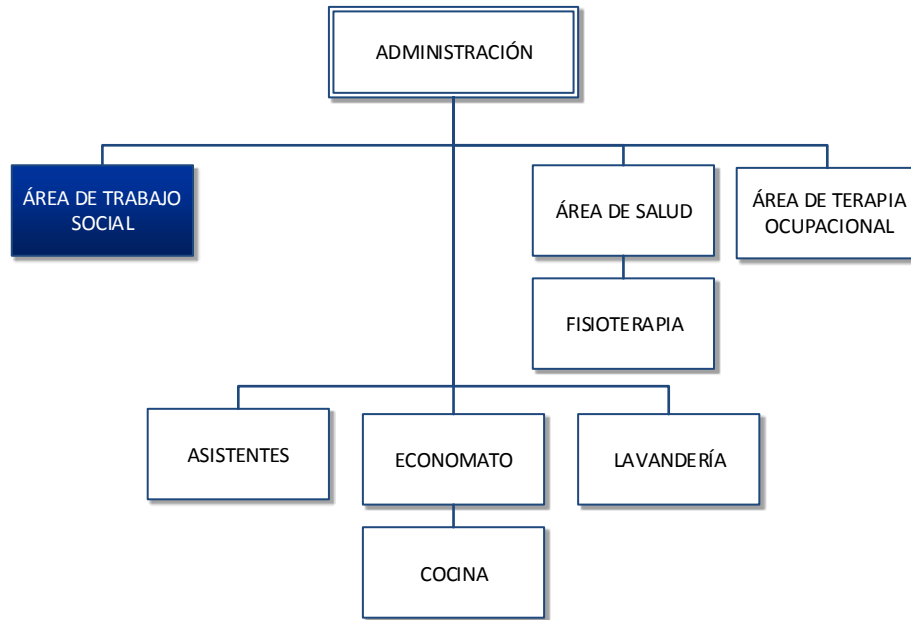 ADMINISTRACIÓN
ÁREA DE TRABAJO
SOCIAL
ÁREA DE SALUD
ÁREA DE TERAPIA
OCUPACIONAL
FISIOTERAPIA
ASISTENTES
ECONOMATO
LAVANDERÍA
COCINA